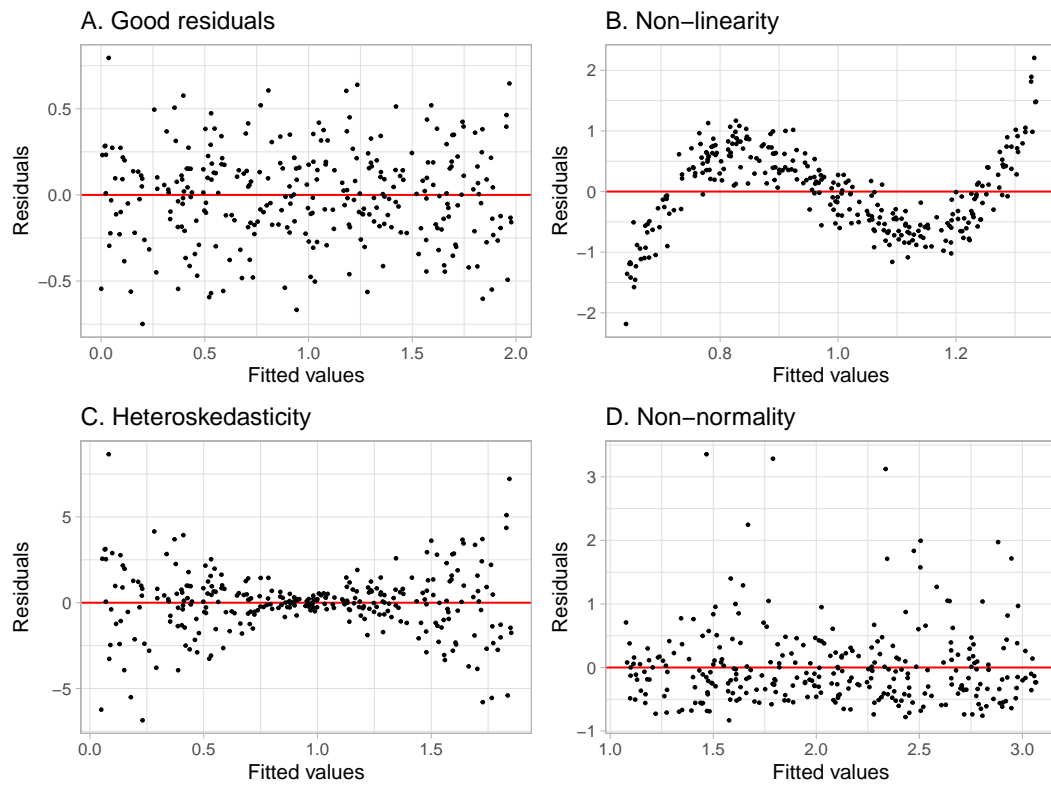 A. Good residuals
Residuals
0.5
0.0
−0.5
0.0
0.5
1.0
1.5
2.0
Fitted values
B. Non−linearity
Residuals
2
1
0
−1
−2
0.8
1.0
1.2
Fitted values
C. Heteroskedasticity
Residuals
5
0
−5
0.0
0.5
1.0
1.5
Fitted values
D. Non−normality
Residuals
3
2
1
0
−1
1.0
1.5
2.0
2.5
3.0
Fitted values